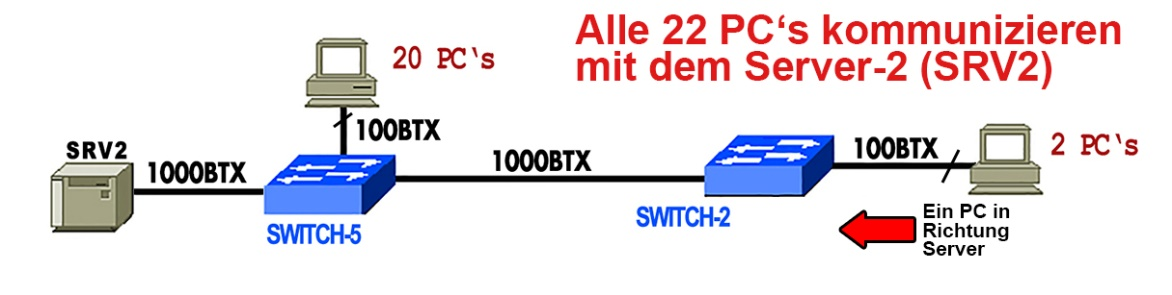 Alle 22 PC‘s kommunizieren
mit dem Server-2 (SRV2)
20 PC‘s
100BTX
SRV2
1000BTX
1000BTX
100BTX
2 PC‘s
SWITCH-5
SWITCH-2
Ein PC in
Richtung
Server